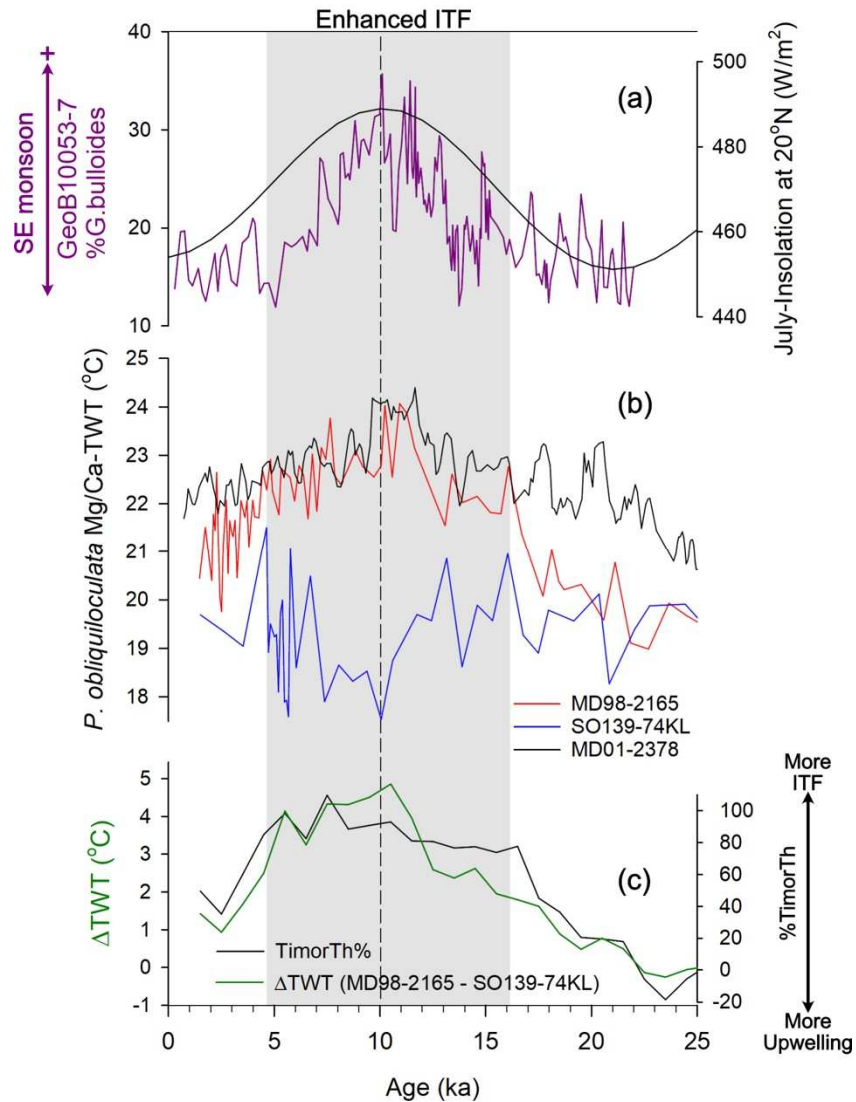 Enhanced ITF
SE monsoon
GeoB10053-7
%G.bulloides
+
40
30
20
10
(a)
500
480
460
440
July-Insolation at 20°N (W/m²)
P. obliquiloculata Mg/Ca-TWT (°C)
25
24
23
22
21
20
19
18
(b)
MD98-2165
SO139-74KL
MD01-2378
ΔTWT (°C)
5
4
3
2
1
0
-1
(c)
TimorTh%
ΔTWT (MD98-2165 - SO139-74KL)
100
80
60
40
20
0
-20
%TimorTh
More
ITF
More
Upwelling
0 5 10 15 20 25
Age (ka)